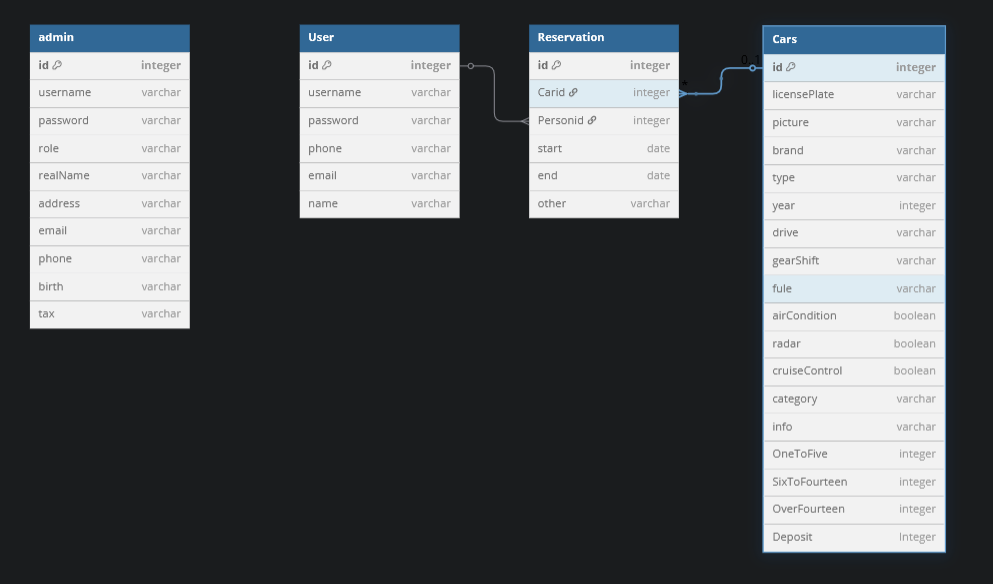 admin
id integer
username varchar
password varchar
role varchar
realName varchar
address varchar
email varchar
phone varchar
birth varchar
tax varchar
User
id integer
username varchar
password varchar
phone varchar
email varchar
name varchar
Reservation
id integer
Carid integer
Personid integer
start date
end date
other varchar
*
Cars
id integer
licensePlate varchar
picture varchar
brand varchar
type varchar
year integer
drive varchar
gearShift varchar
fule varchar
airCondition boolean
radar boolean
cruiseControl boolean
category varchar
info varchar
OneToFive integer
SixToFourteen integer
OverFourteen integer
Deposit Integer